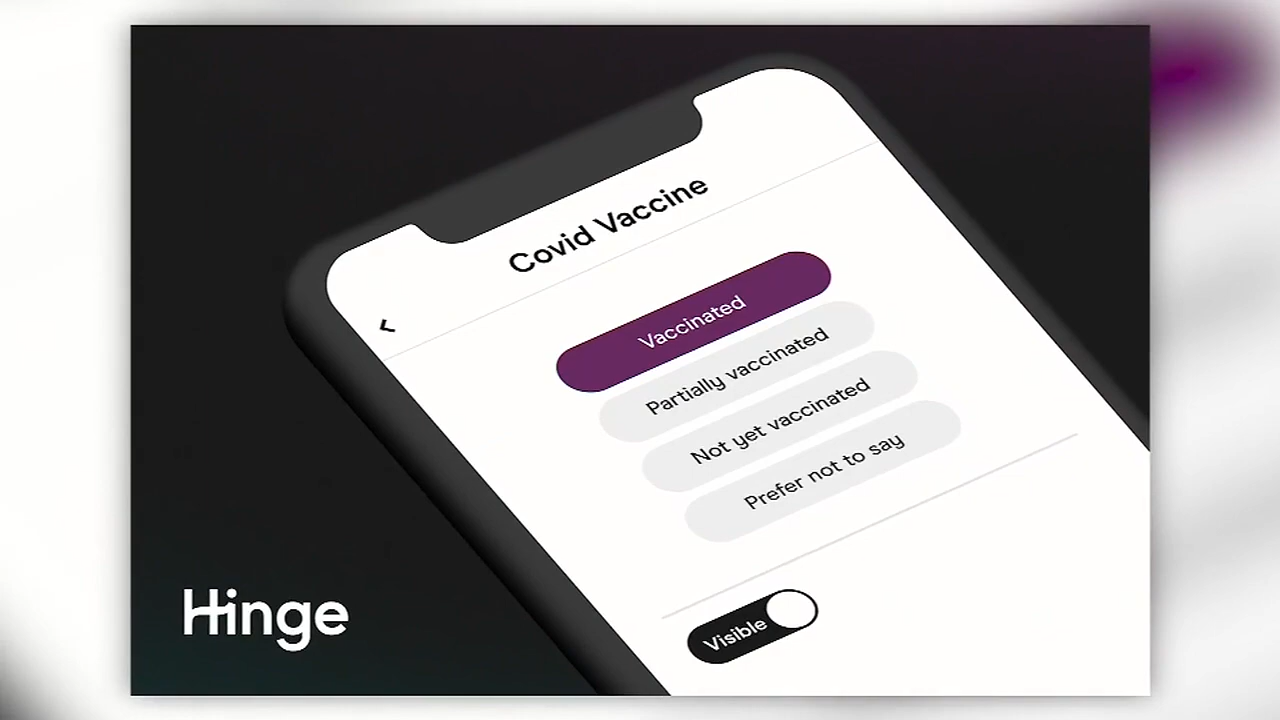 Covid Vaccine
Vaccinated
Partially vaccinated
Not yet vaccinated
Prefer not to say
Visible
Hinge